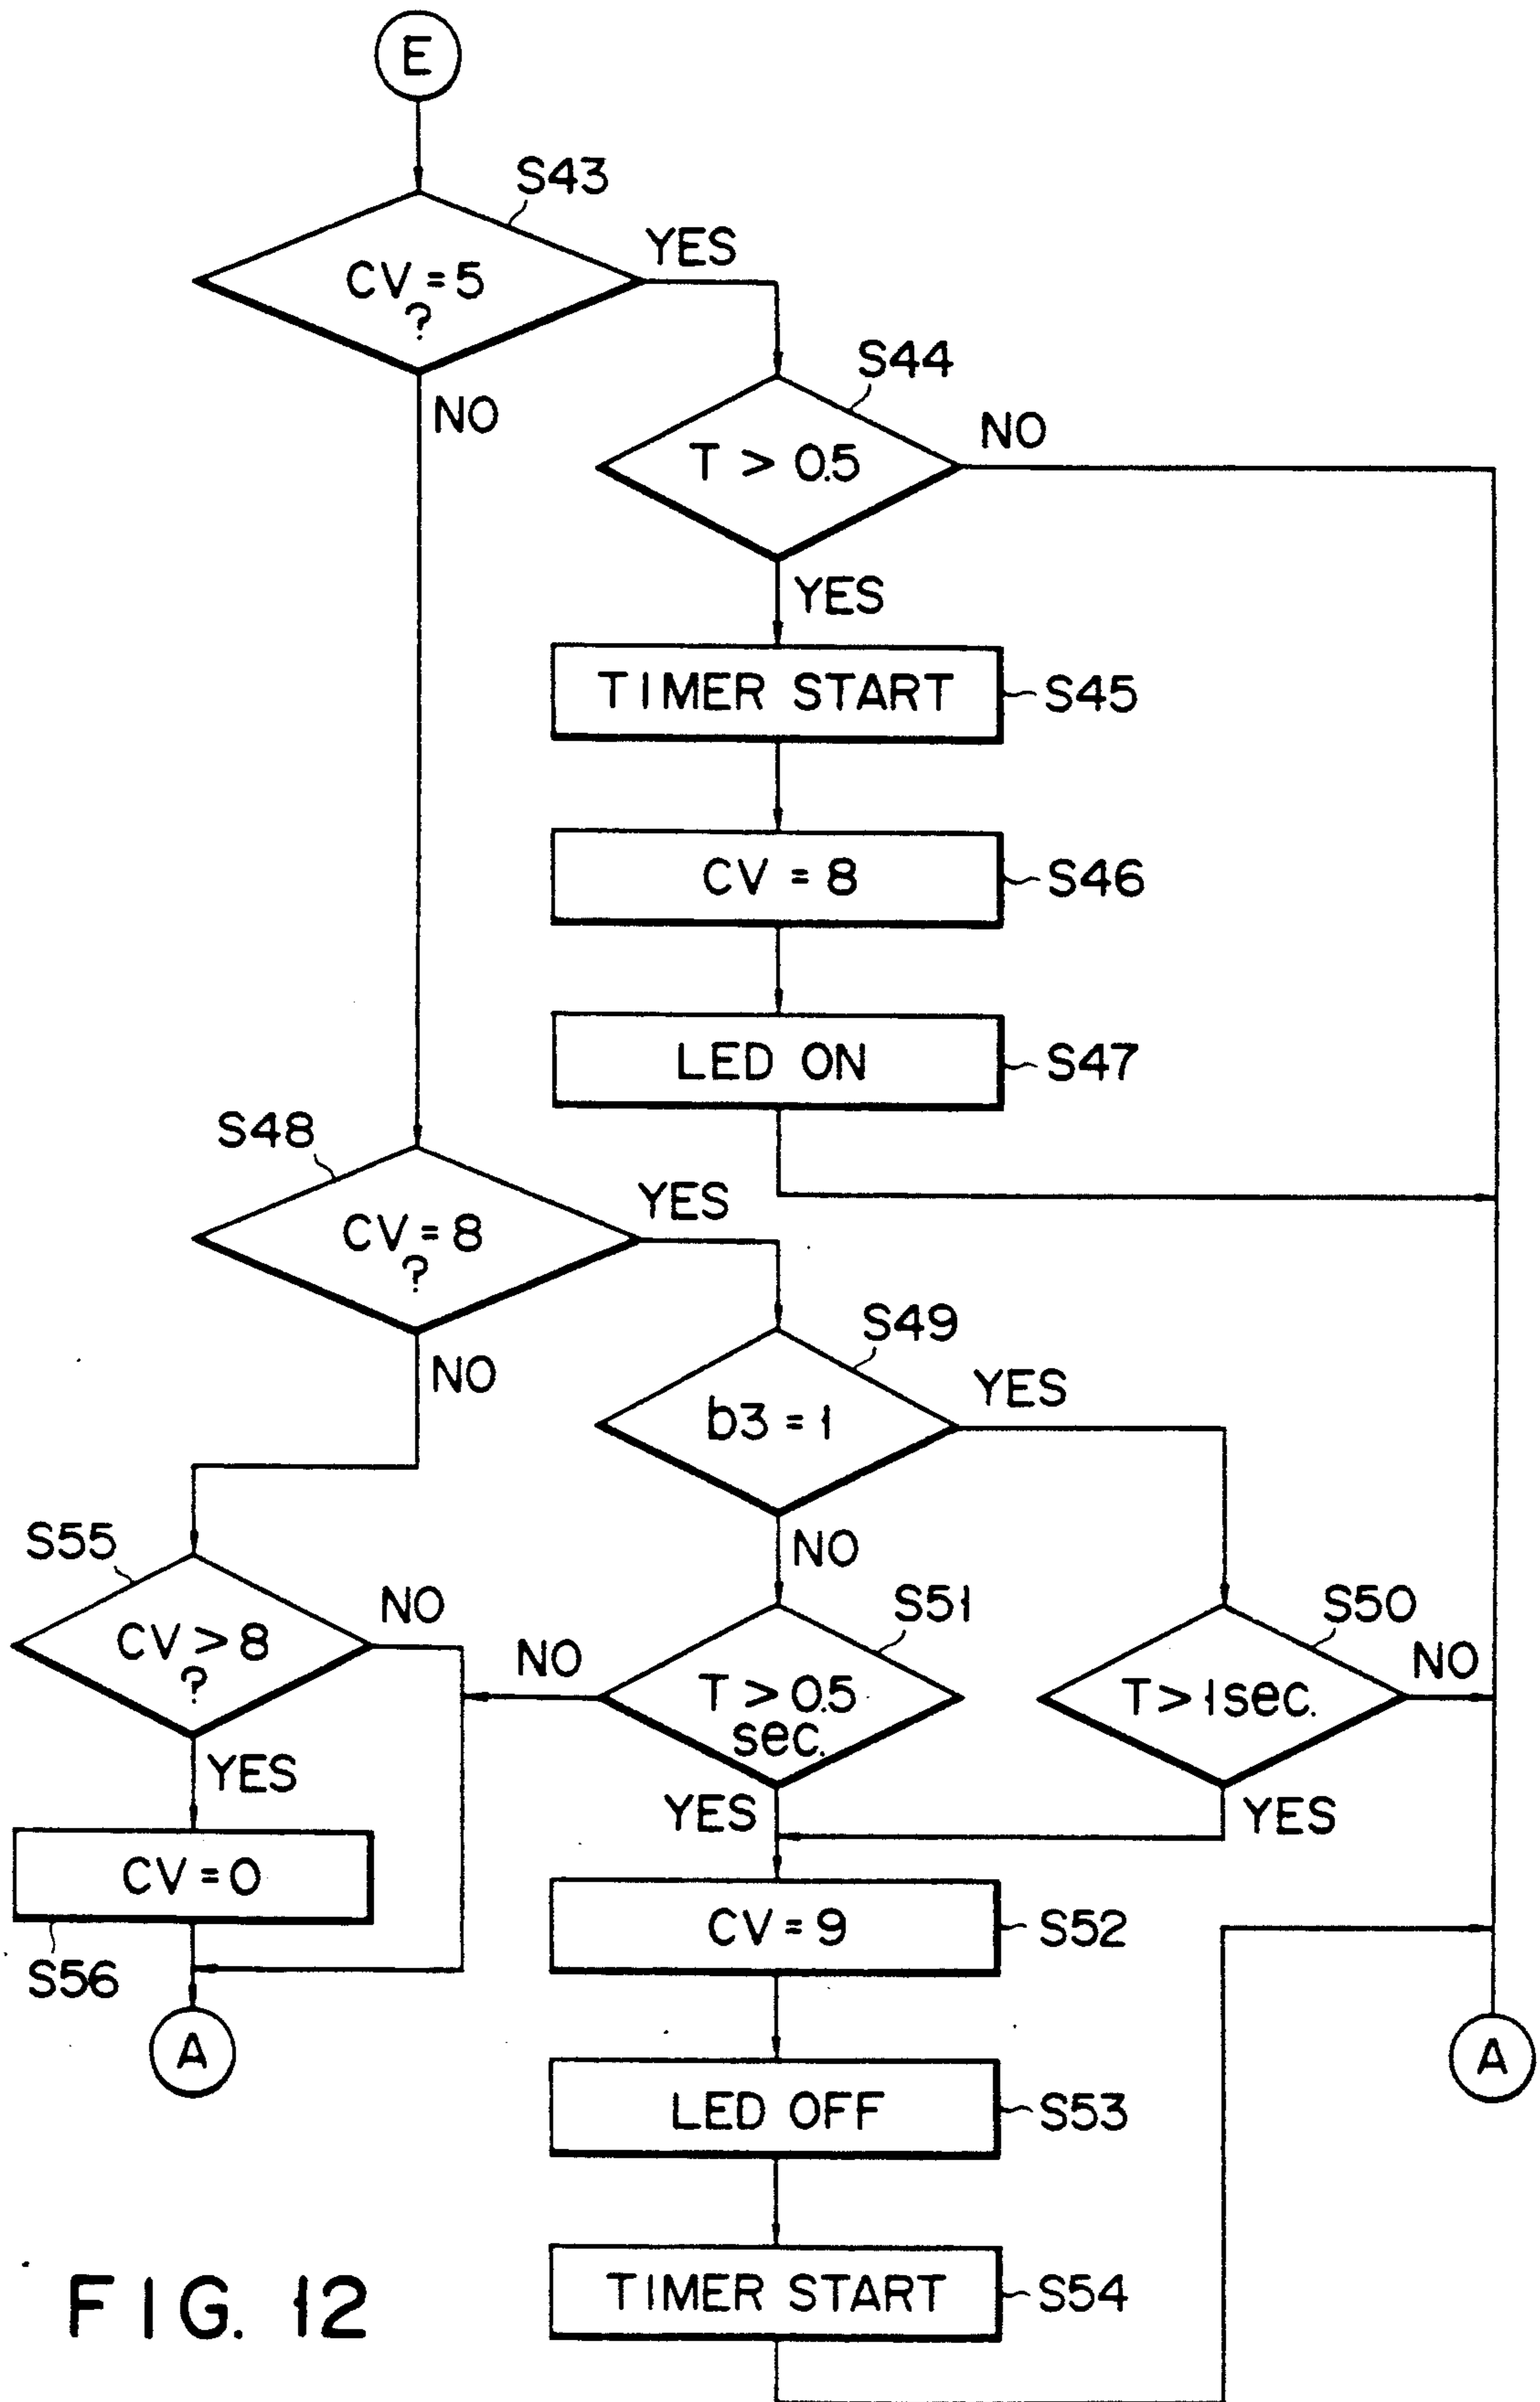 E
S43
CV = 5
?
YES
NO
S44
T > 0.5
NO
YES
TIMER START
S45
CV = 8
S46
LED ON
S47
S48
CV = 8
?
YES
NO
S49
b3 = 1
YES
NO
S55
CV > 8
?
NO
YES
S51
T > 0.5
sec.
NO
YES
S50
T > 1sec.
NO
YES
CV = 0
S56
A
CV = 9
S52
LED OFF
S53
TIMER START
S54
A
FIG. 12